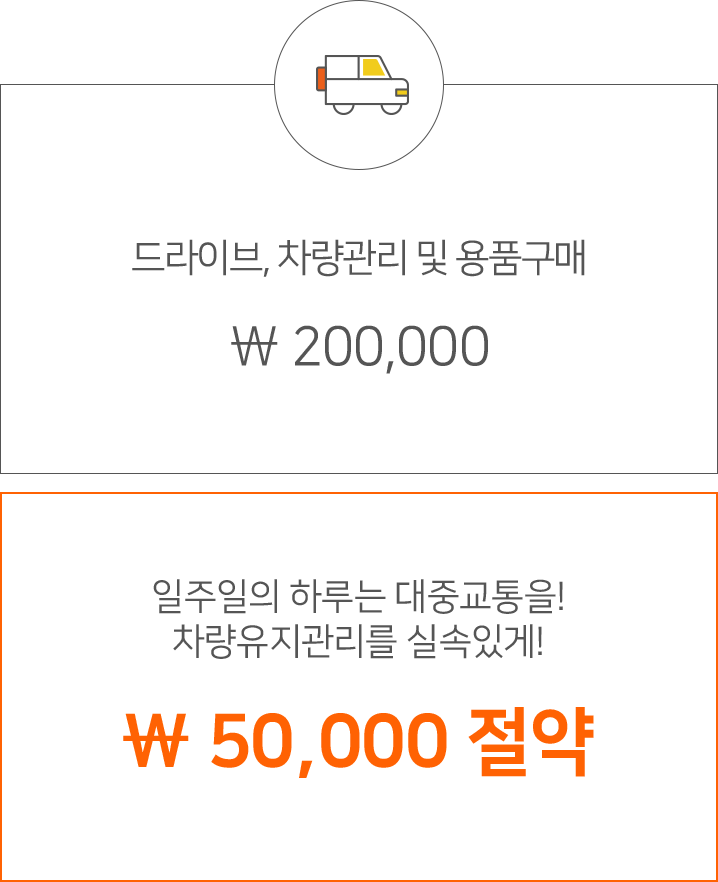 드라이브, 차량관리 및 용품구매
₩ 200,000
일주일의 하루는 대중교통을!
차량유지관리를 실속있게!
₩ 50,000 절약